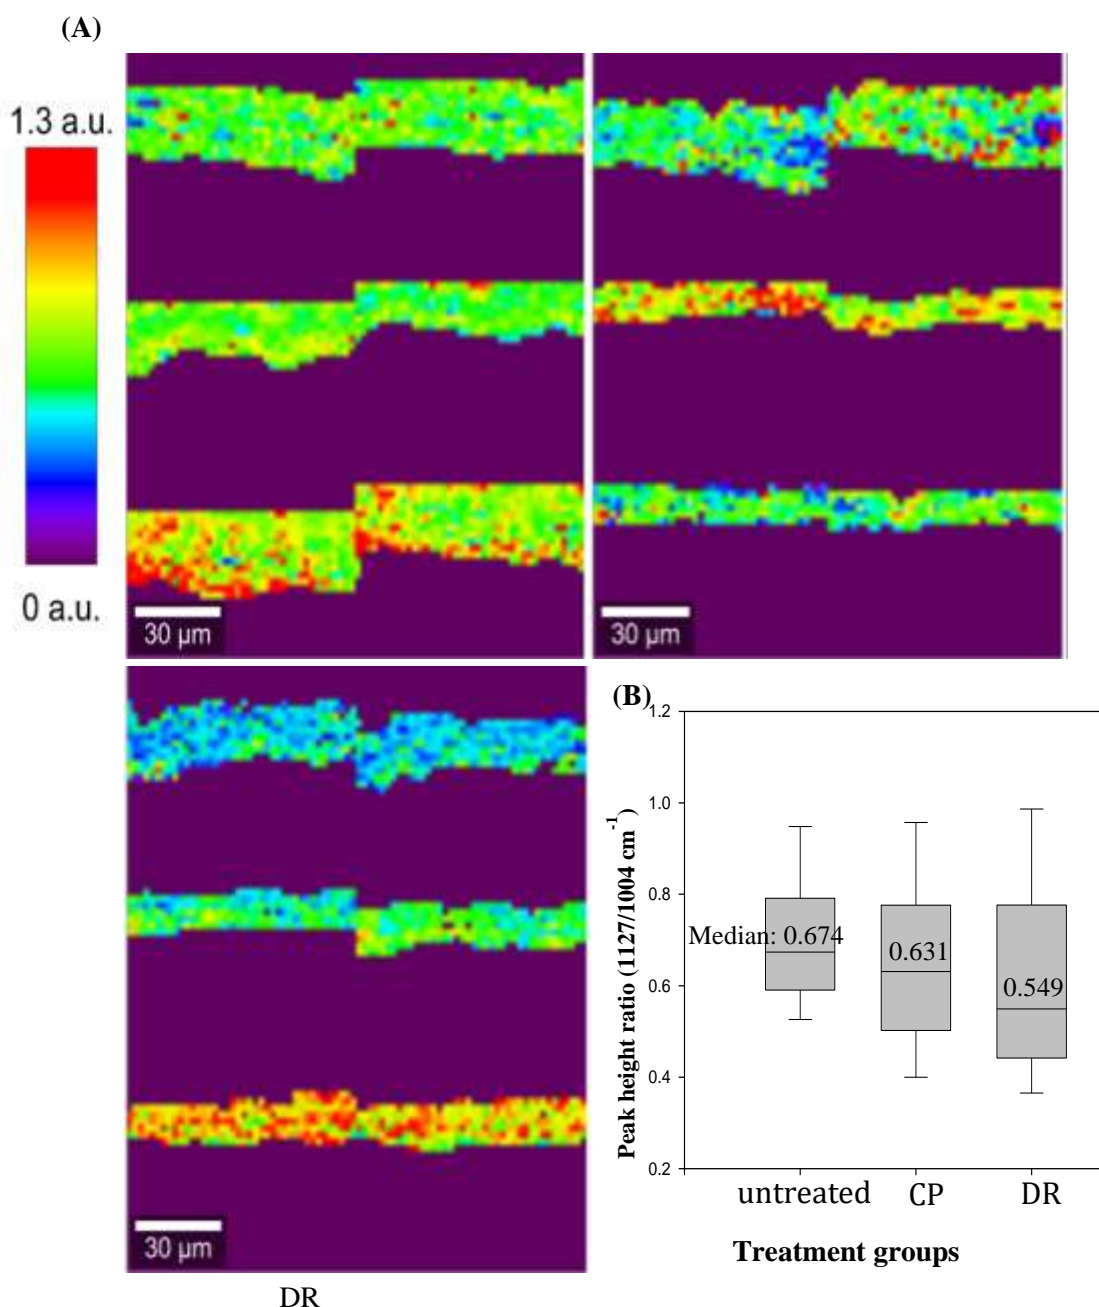 (A)
1.3 a.u.
0 a.u.
30 µm
30 µm
30 µm
DR
(B)
1.2
1.0
0.8
0.6
0.4
0.2
Peak height ratio (1127/1004 cm-1
Median: 0.674
0.631
0.549
untreated CP DR
Treatment groups